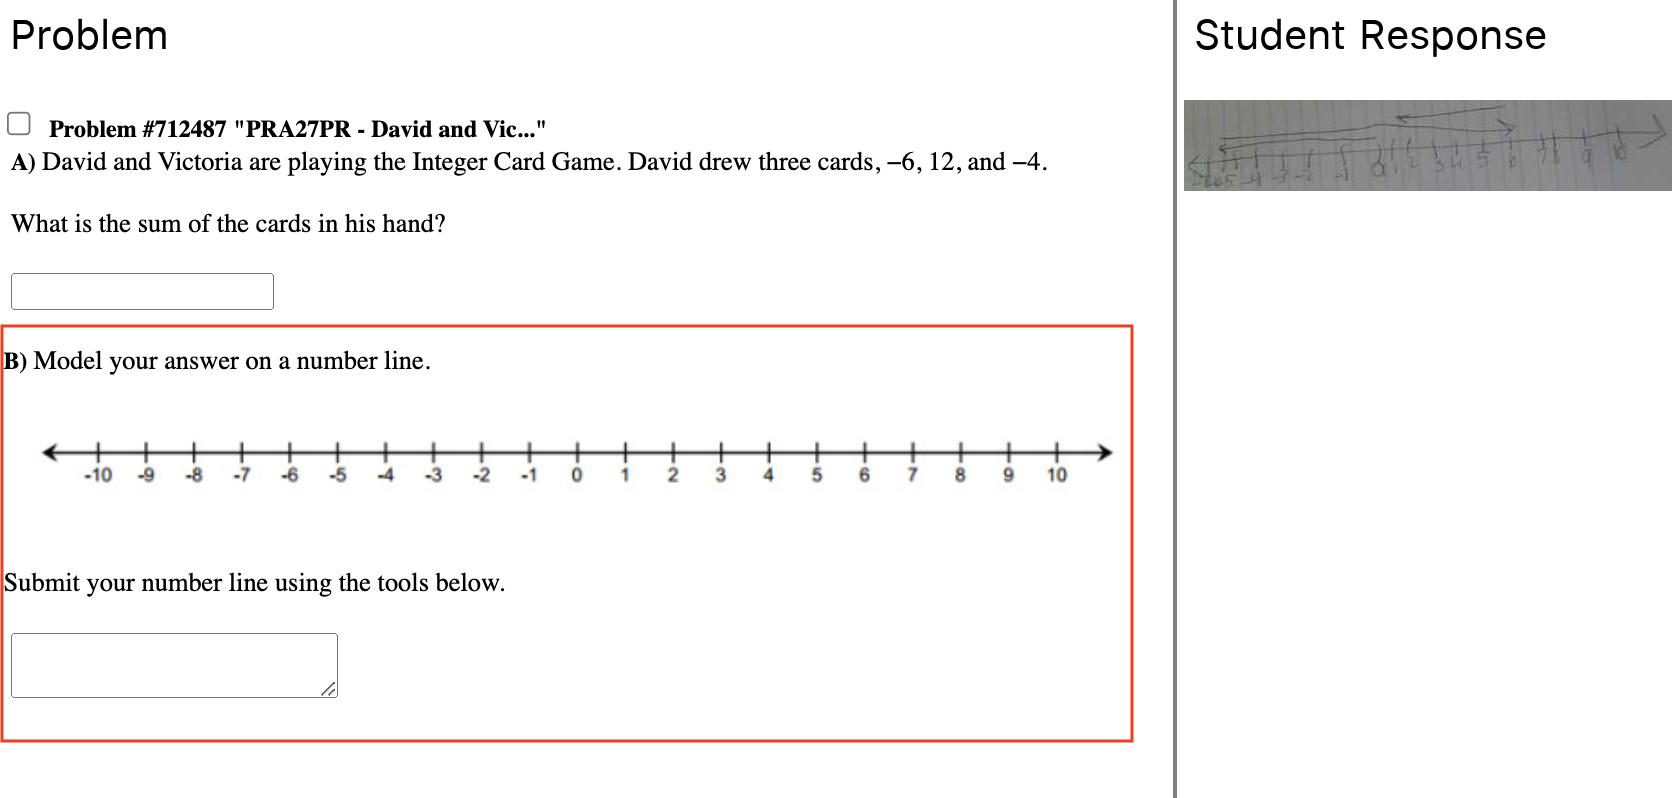 Problem
Problem #712487 "PRA27PR - David and Vic..."
A) David and Victoria are playing the Integer Card Game. David drew three cards, −6, 12, and −4.
What is the sum of the cards in his hand?
B) Model your answer on a number line.
-10 -9 -8 -7 -6 -5 -4 -3 -2 -1 0 1 2 3 4 5 6 7 8 9 10
Submit your number line using the tools below.
Student Response
-4 -3 -2 -1 0 1 2 3 4 5 6 7 8 9 10